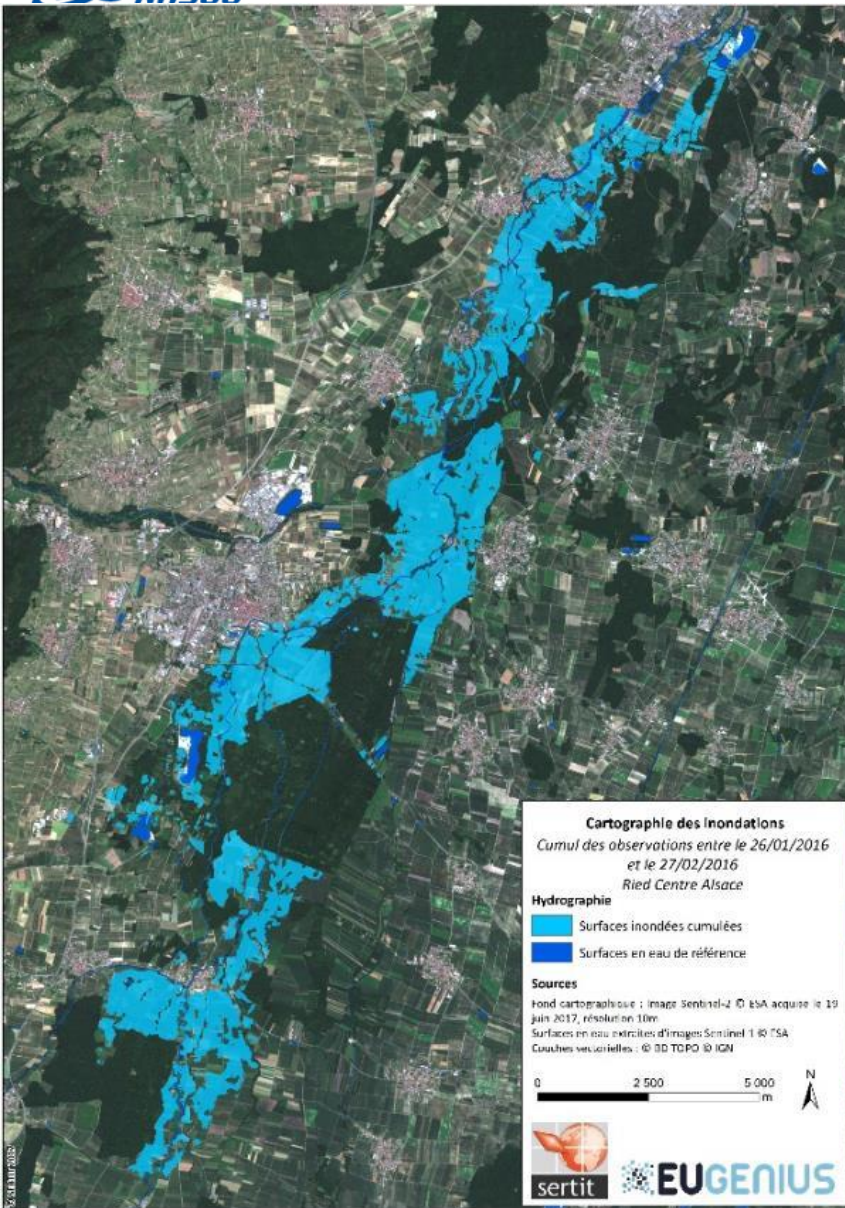 Cartographie des Inondations
Cumul des observations entre le 26/01/2016
et le 27/02/2016
Ried Centre Alsace
Hydrographie
Surfaces inondées cumulées
Surfaces en eau de référence
Sources
Fond cartographique : Image Sentinel-2 © ESA acquise le 19
juin 2017, résolution 10m
Surfaces en eau extraites d'images Sentinel 1 © ESA
Couches vectorielles : © BD TOPO © IGN
0 2 500 5 000
m
N
sertit
EUGENIUS